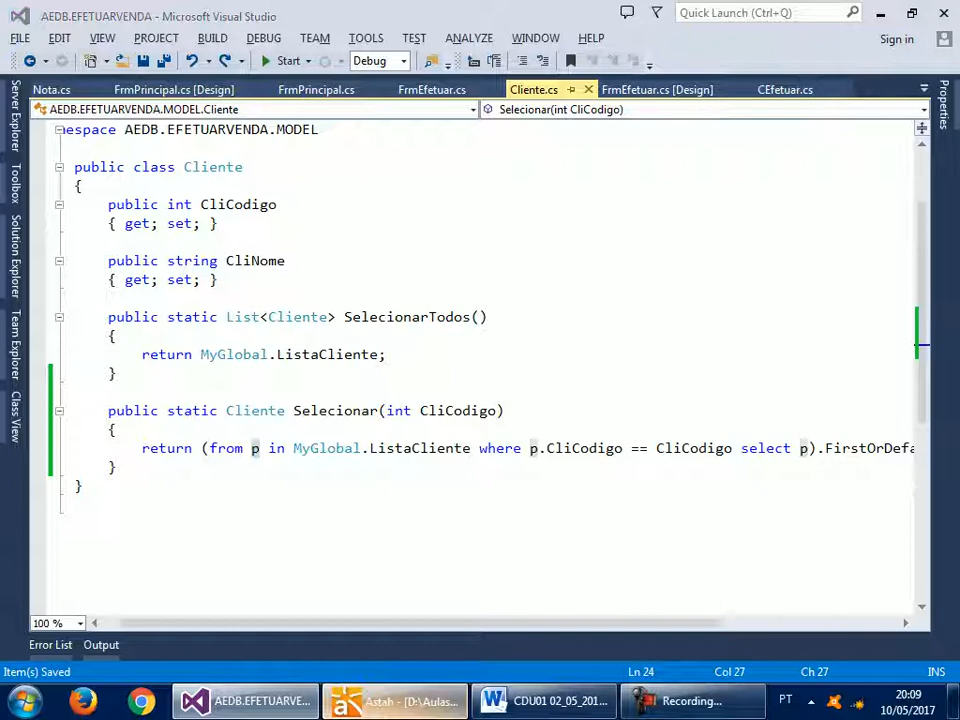 AEDB.EFETUARVENDA - Microsoft Visual Studio
Quick Launch (Ctrl+Q)
FILE EDIT VIEW PROJECT BUILD DEBUG TEAM TOOLS TEST ANALYZE WINDOW HELP Sign in
Start Debug
Nota.cs FrmPrincipal.cs [Design] FrmPrincipal.cs FrmEfetuar.cs Cliente.cs FrmEfetuar.cs [Design] CEfetuar.cs
AEDB.EFETUARVENDA.MODEL.Cliente Selecionar(int CliCodigo)
Server Explorer
Toolbox
Solution Explorer
Team Explorer
Class View
Properties
espace AEDB.EFETUARVENDA.MODEL
public class Cliente
{
public int CliCodigo
{ get; set; }
public string CliNome
{ get; set; }
public static List<Cliente> SelecionarTodos()
{
return MyGlobal.ListaCliente;
}
public static Cliente Selecionar(int CliCodigo)
{
return (from p in MyGlobal.ListaCliente where p.CliCodigo == CliCodigo select p).FirstOrDefa
}
}
100 %
Error List Output
Item(s) Saved Ln 24 Col 27 Ch 27 INS
AEDB.EFETUARVE... Astah - [D:\Aulas... CDU01 02_05_201... Recording... PT 20:09
10/05/2017